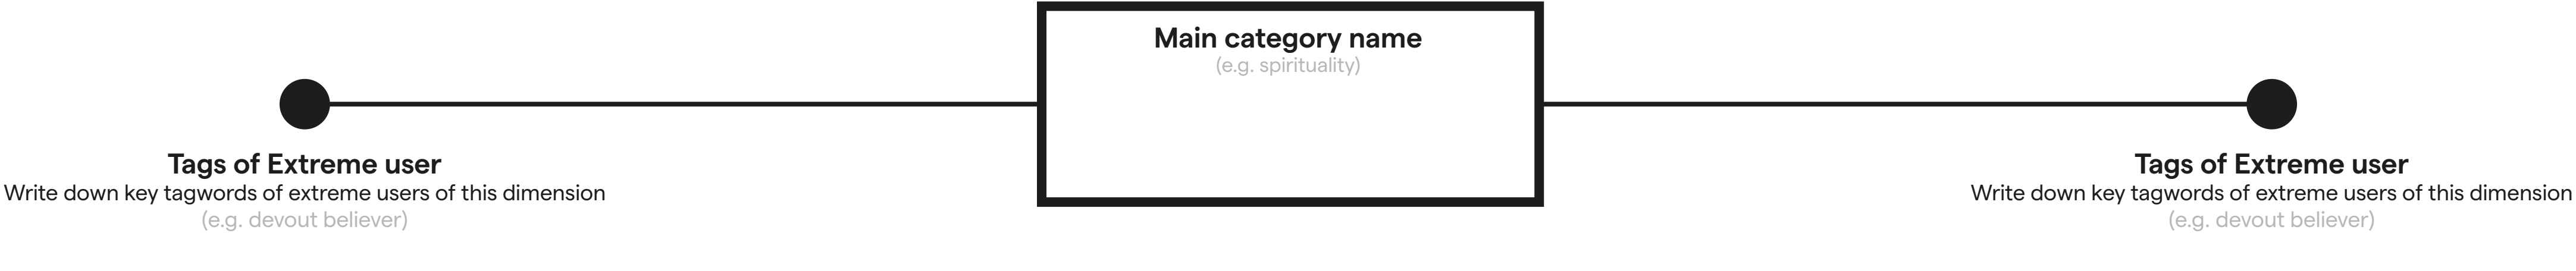 Main category name
(e.g. spirituality)
Tags of Extreme user
Write down key tagwords of extreme users of this dimension
(e.g. devout believer)
Tags of Extreme user
Write down key tagwords of extreme users of this dimension
(e.g. devout believer)